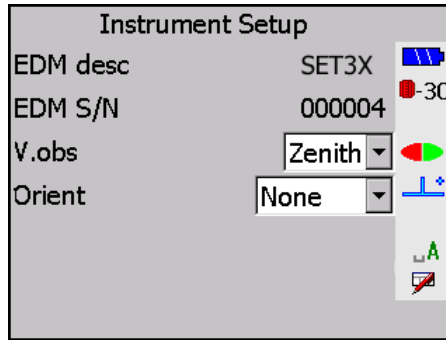 Instrument Setup
EDM desc SET3X
EDM S/N 000004
-30
V.obs Zenith
Orient None
A